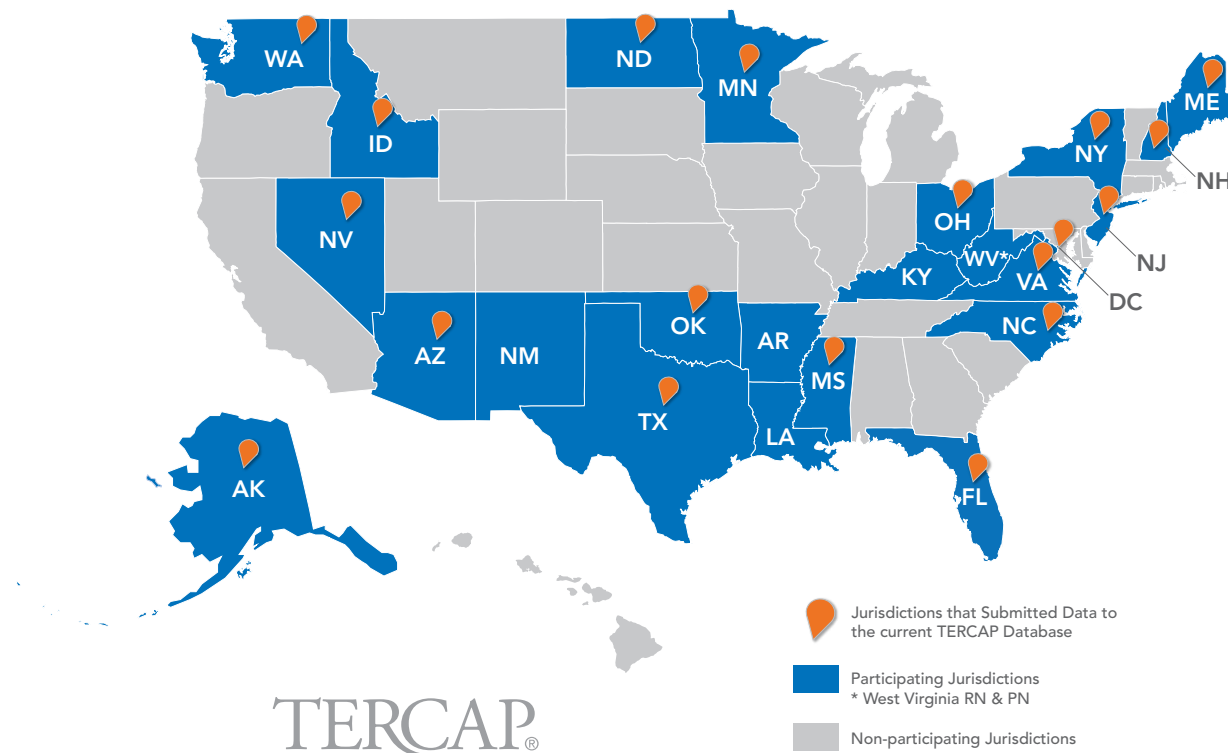 WA
ND
MN
ME
ID
NY
NH
NV
OH
NJ
WV*
KY
VA
DC
OK
NC
AZ
NM
AR
MS
TX
LA
AK
FL
Jurisdictions that Submitted Data to
the current TERCAP Database
Participating Jurisdictions
* West Virginia RN & PN
Non-participating Jurisdictions
TERCAP®